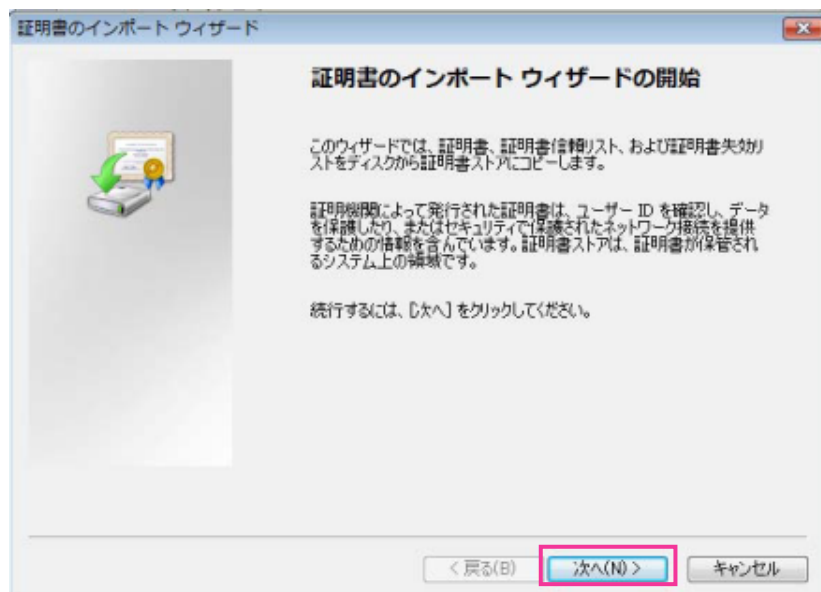 証明書のインポート ウィザード
証明書のインポート ウィザードの開始
このウィザードでは、証明書、証明書信頼リスト、および証明書失効リ
ストをディスクから証明書ストアにコピーします。
証明機関によって発行された証明書は、ユーザー ID を確認し、データ
を保護したり、またはセキュリティで保護されたネットワーク接続を提供
するための情報を含んでいます。証明書ストアは、証明書が保管され
るシステム上の領域です。
続行するには、[次へ] をクリックしてください。
< 戻る(B) 次へ(N) > キャンセル